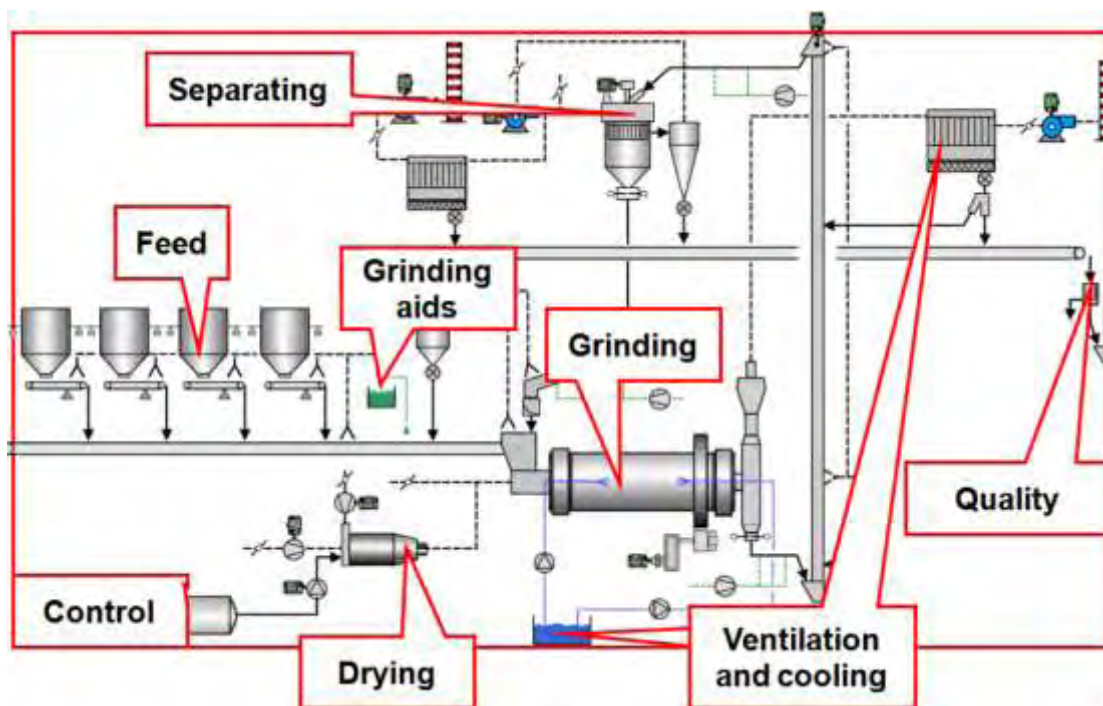 Separating
Feed
Grinding
aids
Grinding
Quality
Control
Drying
Ventilation
and cooling